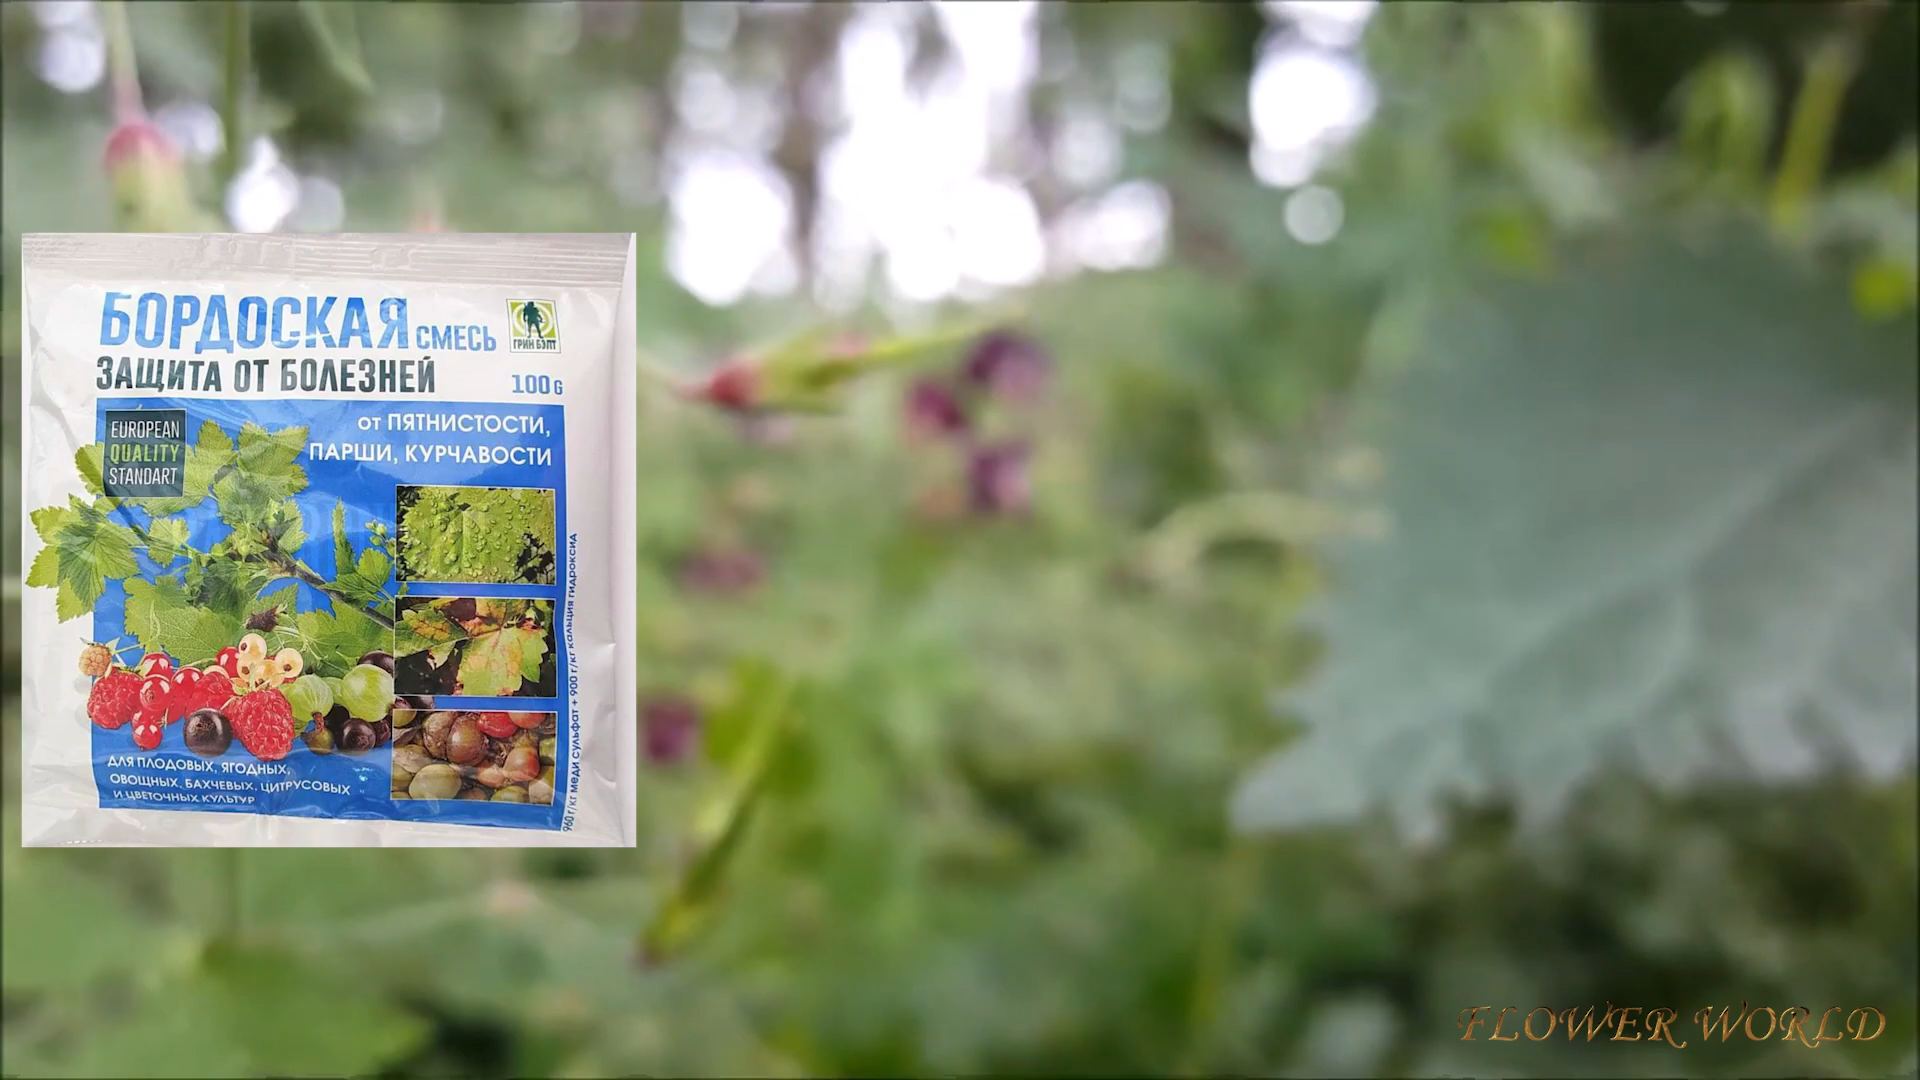 БОРДОСКАЯ СМЕСЬ
ЗАЩИТА ОТ БОЛЕЗНЕЙ
ГРИН БЭЛТ
100 G
EUROPEAN
QUALITY
STANDART
от ПЯТНИСТОСТИ,
ПАРШИ, КУРЧАВОСТИ
960 г/кг меди сульфат + 900 г/кг кальция гидроксид
ДЛЯ ПЛОДОВЫХ, ЯГОДНЫХ,
ОВОЩНЫХ, БАХЧЕВЫХ, ЦИТРУСОВЫХ
И ЦВЕТОЧНЫХ КУЛЬТУР
FLOWER WORLD